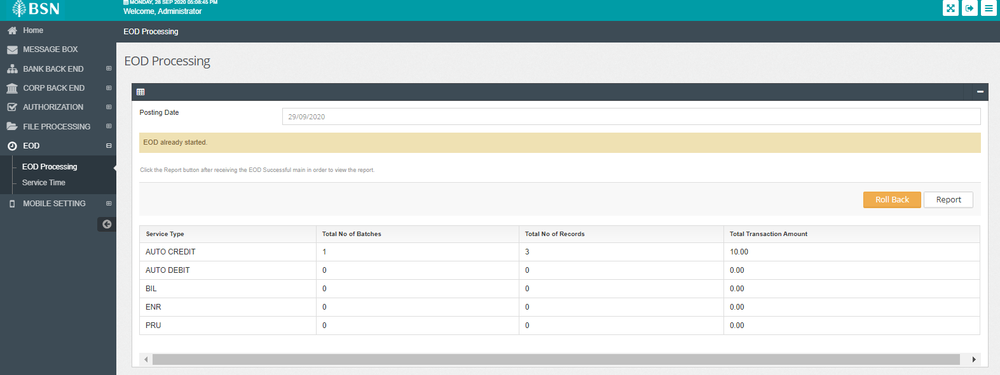 BSN
MONDAY, 28 SEP 2020 05:08:45 PM
Welcome, Administrator
Home
MESSAGE BOX
BANK BACK END
CORP BACK END
AUTHORIZATION
FILE PROCESSING
EOD
EOD Processing
Service Time
MOBILE SETTING
EOD Processing
EOD Processing
Posting Date 29/09/2020
EOD already started.
Click the Report button after receiving the EOD Successful main in order to view the report.
Roll Back Report
Service Type Total No of Batches Total No of Records Total Transaction Amount
AUTO CREDIT 1 3 10.00
AUTO DEBIT 0 0 0.00
BIL 0 0 0.00
ENR 0 0 0.00
PRU 0 0 0.00